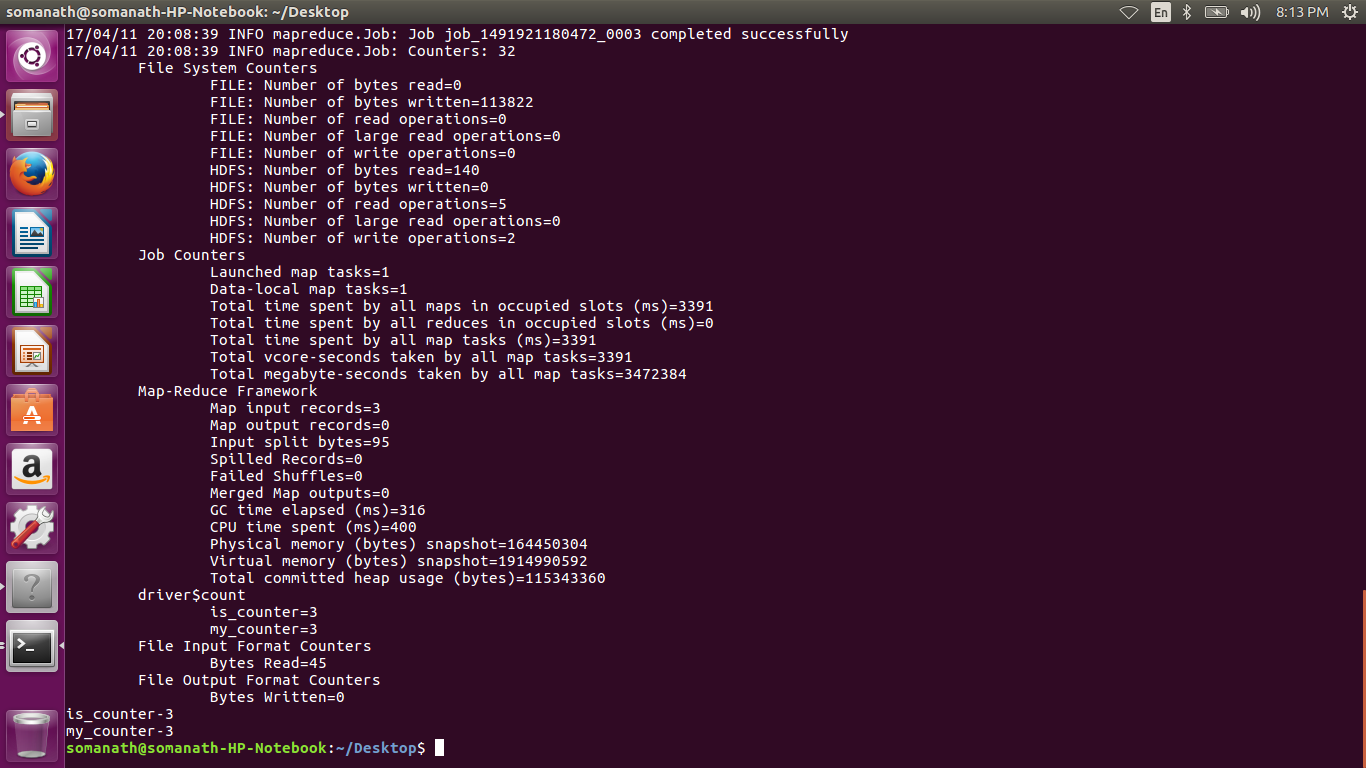 somanath@somanath-HP-Notebook: ~/Desktop
En
8:13 PM
17/04/11 20:08:39 INFO mapreduce.Job: Job job_1491921180472_0003 completed successfully
17/04/11 20:08:39 INFO mapreduce.Job: Counters: 32
File System Counters
FILE: Number of bytes read=0
FILE: Number of bytes written=113822
FILE: Number of read operations=0
FILE: Number of large read operations=0
FILE: Number of write operations=0
HDFS: Number of bytes read=140
HDFS: Number of bytes written=0
HDFS: Number of read operations=5
HDFS: Number of large read operations=0
HDFS: Number of write operations=2
Job Counters
Launched map tasks=1
Data-local map tasks=1
Total time spent by all maps in occupied slots (ms)=3391
Total time spent by all reduces in occupied slots (ms)=0
Total time spent by all map tasks (ms)=3391
Total vcore-seconds taken by all map tasks=3391
Total megabyte-seconds taken by all map tasks=3472384
Map-Reduce Framework
Map input records=3
Map output records=0
Input split bytes=95
Spilled Records=0
Failed Shuffles=0
Merged Map outputs=0
GC time elapsed (ms)=316
CPU time spent (ms)=400
Physical memory (bytes) snapshot=164450304
Virtual memory (bytes) snapshot=1914990592
Total committed heap usage (bytes)=115343360
driver$count
is_counter=3
my_counter=3
File Input Format Counters
Bytes Read=45
File Output Format Counters
Bytes Written=0
is_counter-3
my_counter-3
somanath@somanath-HP-Notebook:~/Desktop$